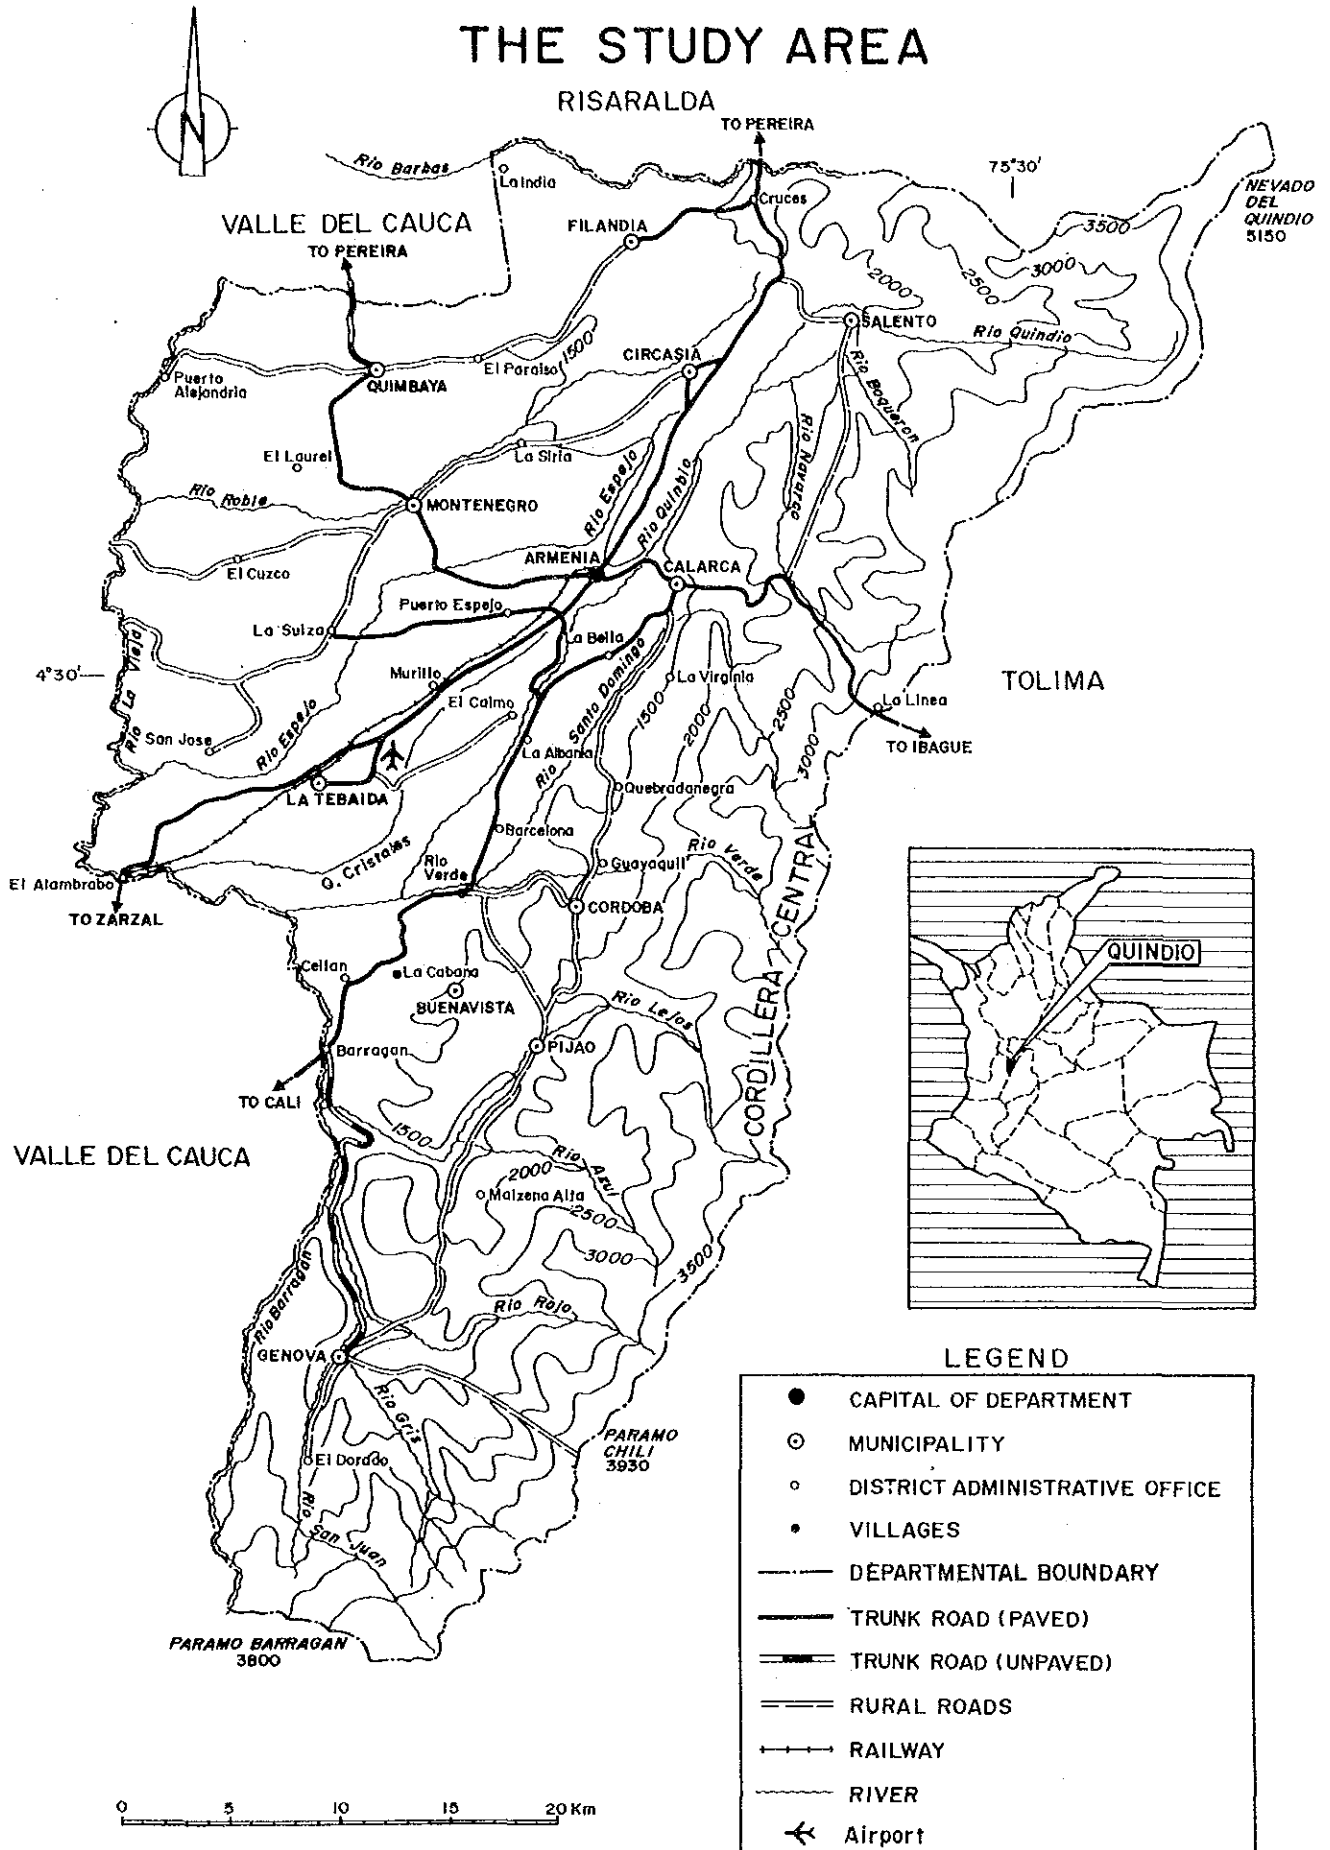 THE STUDY AREA
RISARALDA
TO PEREIRA
N
Rio Barbas
La India
75°30'
NEVADO
DEL
QUINDIO
5150
Cruces
VALLE DEL CAUCA
FILANDIA
TO PEREIRA
3500
3000
2500
2000
SALENTO
Rio Quindio
1500
CIRCASIA
El Paraiso
Puerto
Alejandria
QUIMBAYA
Rio Boqueron
La Siria
El Laurel
Rio Navarco
Rio Espejo
Rio Quinbio
Rio Roble
MONTENEGRO
ARMENIA
CALARCA
El Cuzco
Puerto Espejo
La Suiza
La Bella
Rio La Vieja
Rio Santo Domingo
4°30'
Murillo
La Virginia
TOLIMA
El Caimo
1500
2000
2500
3000
La Linea
San Jose
Rio Espejo
TO IBAGUE
La Albania
LA TEBAIDA
Quebradanegra
Barcelona
Q. Cristales
Rio
Verde
Guayaquil
Rio Verde
El Alambrabo
TO ZARZAL
CORDOBA
CORDILLERA CENTRAL
QUINDIO
Ceilan
La Cabana
BUENAVISTA
Rio Lejos
Barragan
PIJAO
TO CALI
1500
VALLE DEL CAUCA
Rio Azul
2000
Maizena Alta
2500
3000
3500
Rio Barragan
Rio Rojo
GENOVA
LEGEND
Rio Gris
CAPITAL OF DEPARTMENT
PARAMO
CHILI
3930
MUNICIPALITY
El Dorado
DISTRICT ADMINISTRATIVE OFFICE
Rio San Juan
VILLAGES
DEPARTMENTAL BOUNDARY
TRUNK ROAD (PAVED)
PARAMO BARRAGAN
3800
TRUNK ROAD (UNPAVED)
RURAL ROADS
RAILWAY
RIVER
0 5 10 15 20 Km
Airport